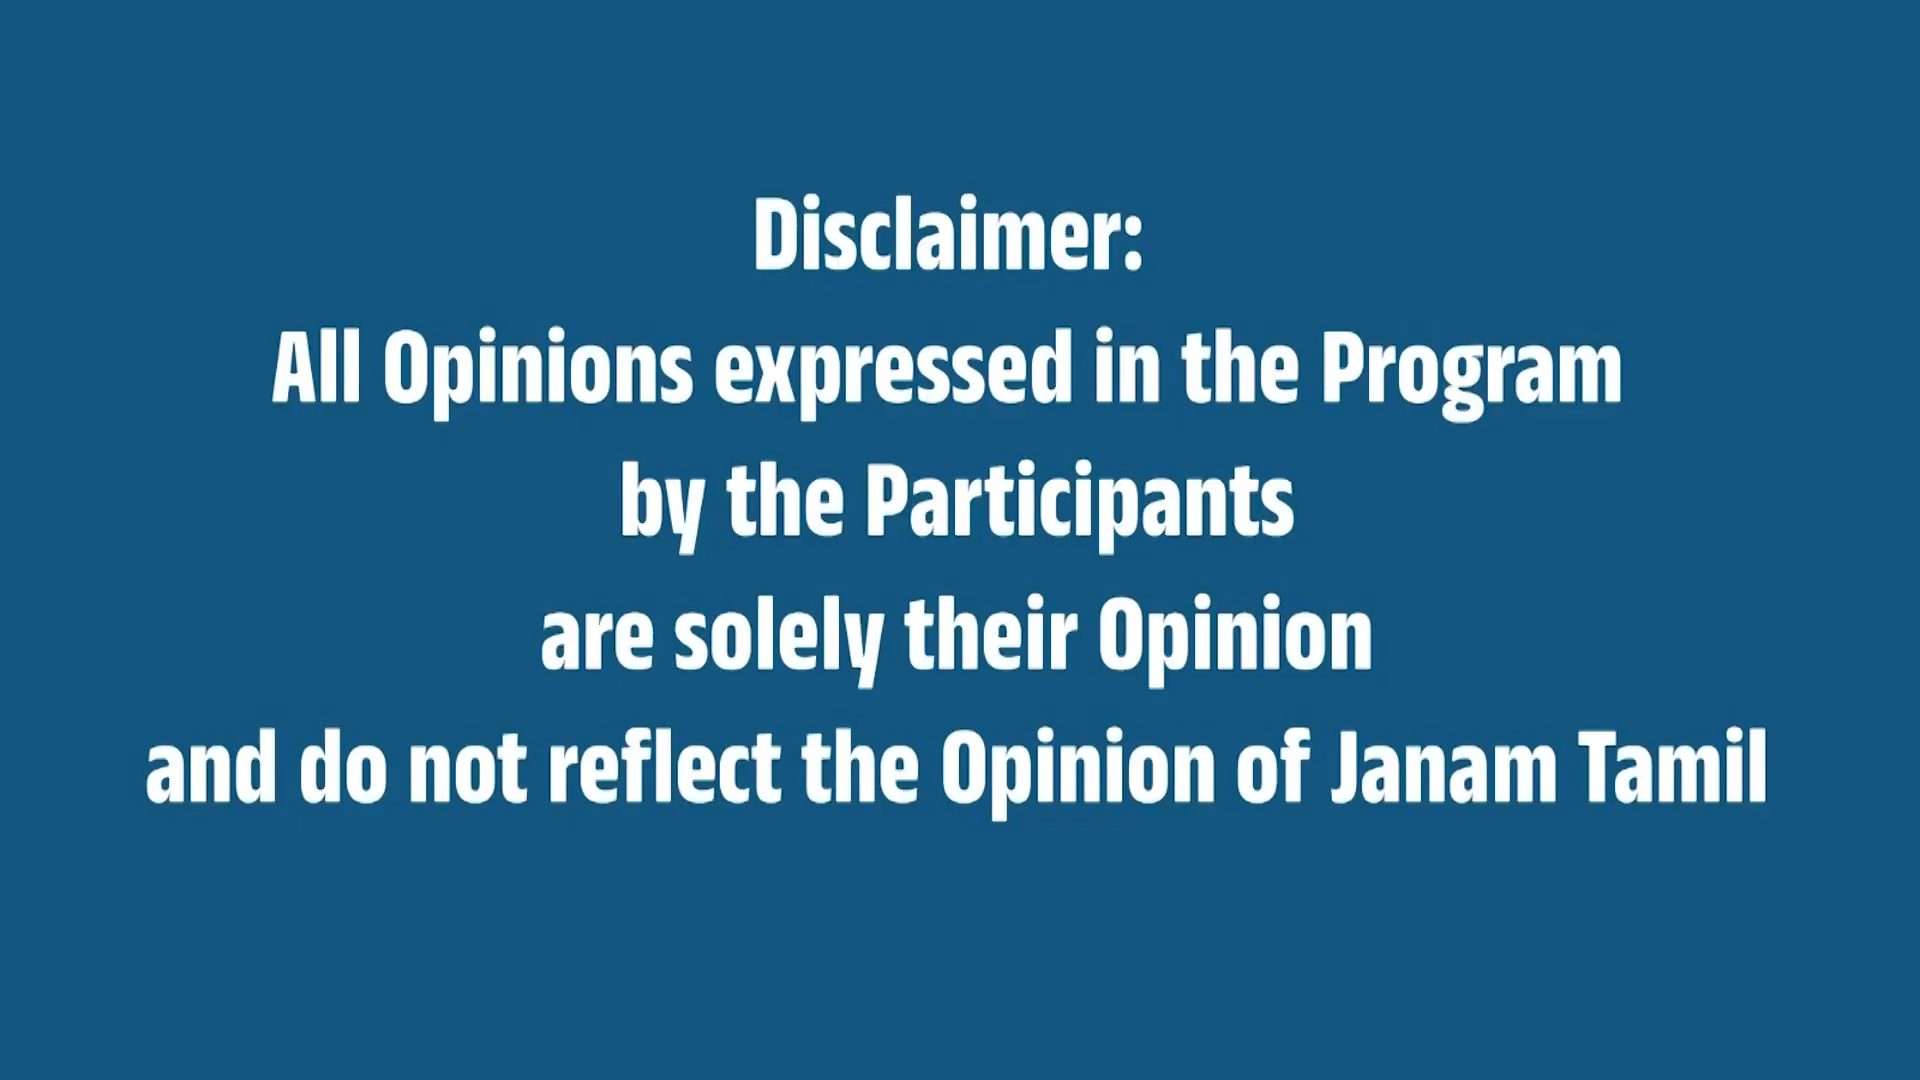 Disclaimer:
All Opinions expressed in the Program
by the Participants
are solely their Opinion
and do not reflect the Opinion of Janam Tamil